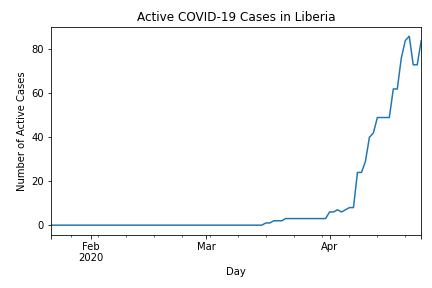 Active COVID-19 Cases in Liberia
Number of Active Cases
80
60
40
20
0
Feb
2020
Mar
Apr
Day